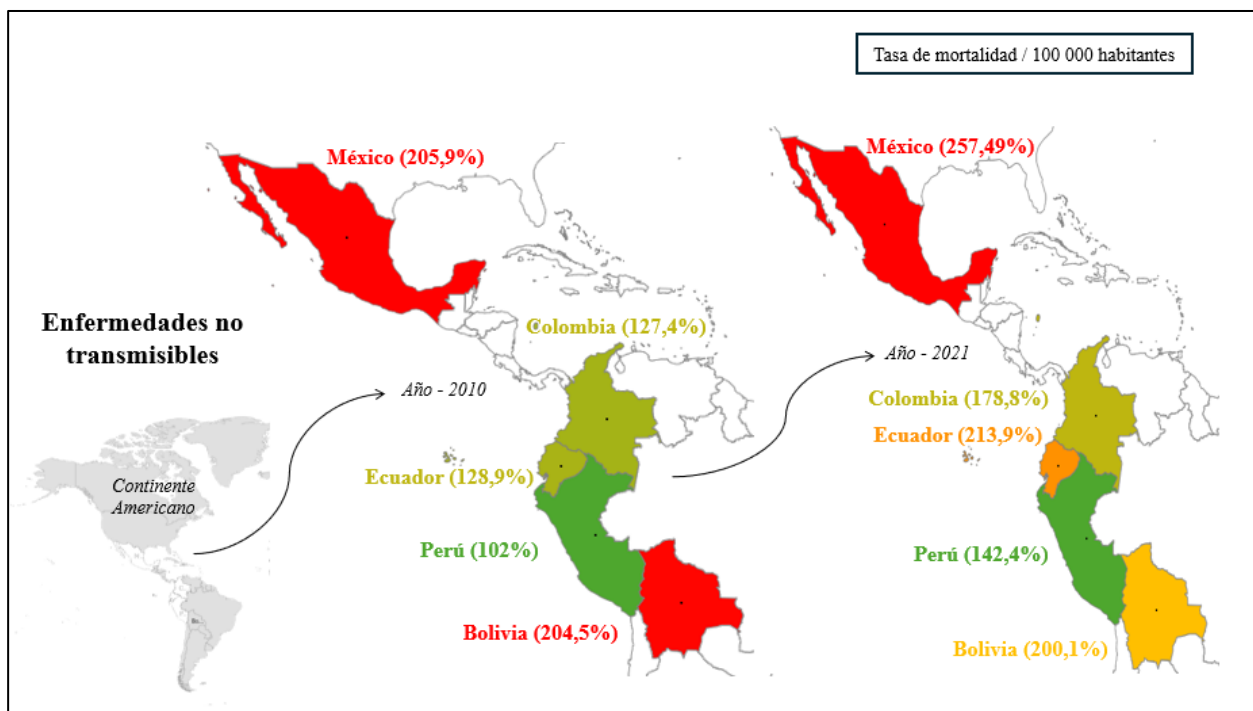 Tasa de mortalidad / 100 000 habitantes
Enfermedades no
transmisibles
Continente
Americano
Año - 2010
México (205,9%)
Colombia (127,4%)
Ecuador (128,9%)
Perú (102%)
Bolivia (204,5%)
Año - 2021
México (257,49%)
Colombia (178,8%)
Ecuador (213,9%)
Perú (142,4%)
Bolivia (200,1%)